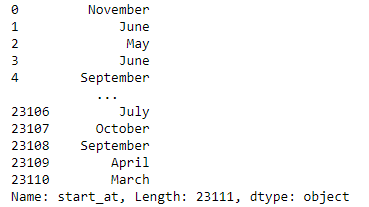 0 November
1 June
2 May
3 June
4 September
...
23106 July
23107 October
23108 September
23109 April
23110 March
Name: start_at, Length: 23111, dtype: object